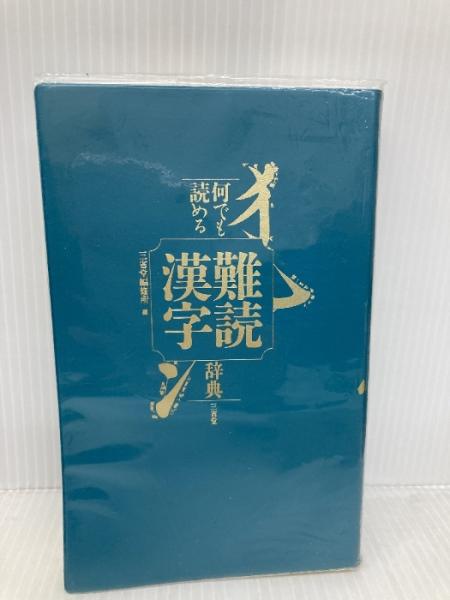 何でも
読める
難読
漢字
辞典
三省堂
三省堂編修所 編